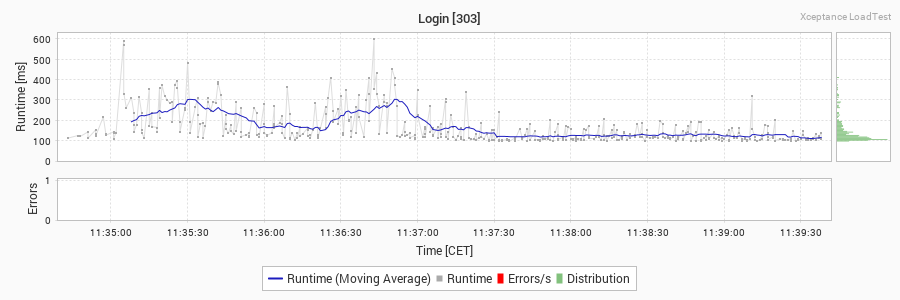 Login [303]
Xceptance LoadTest
Runtime [ms]
600
500
400
300
200
100
0
Errors
1
0
11:35:00 11:35:30 11:36:00 11:36:30 11:37:00 11:37:30 11:38:00 11:38:30 11:39:00 11:39:30
Time [CET]
Runtime (Moving Average) Runtime Errors/s Distribution